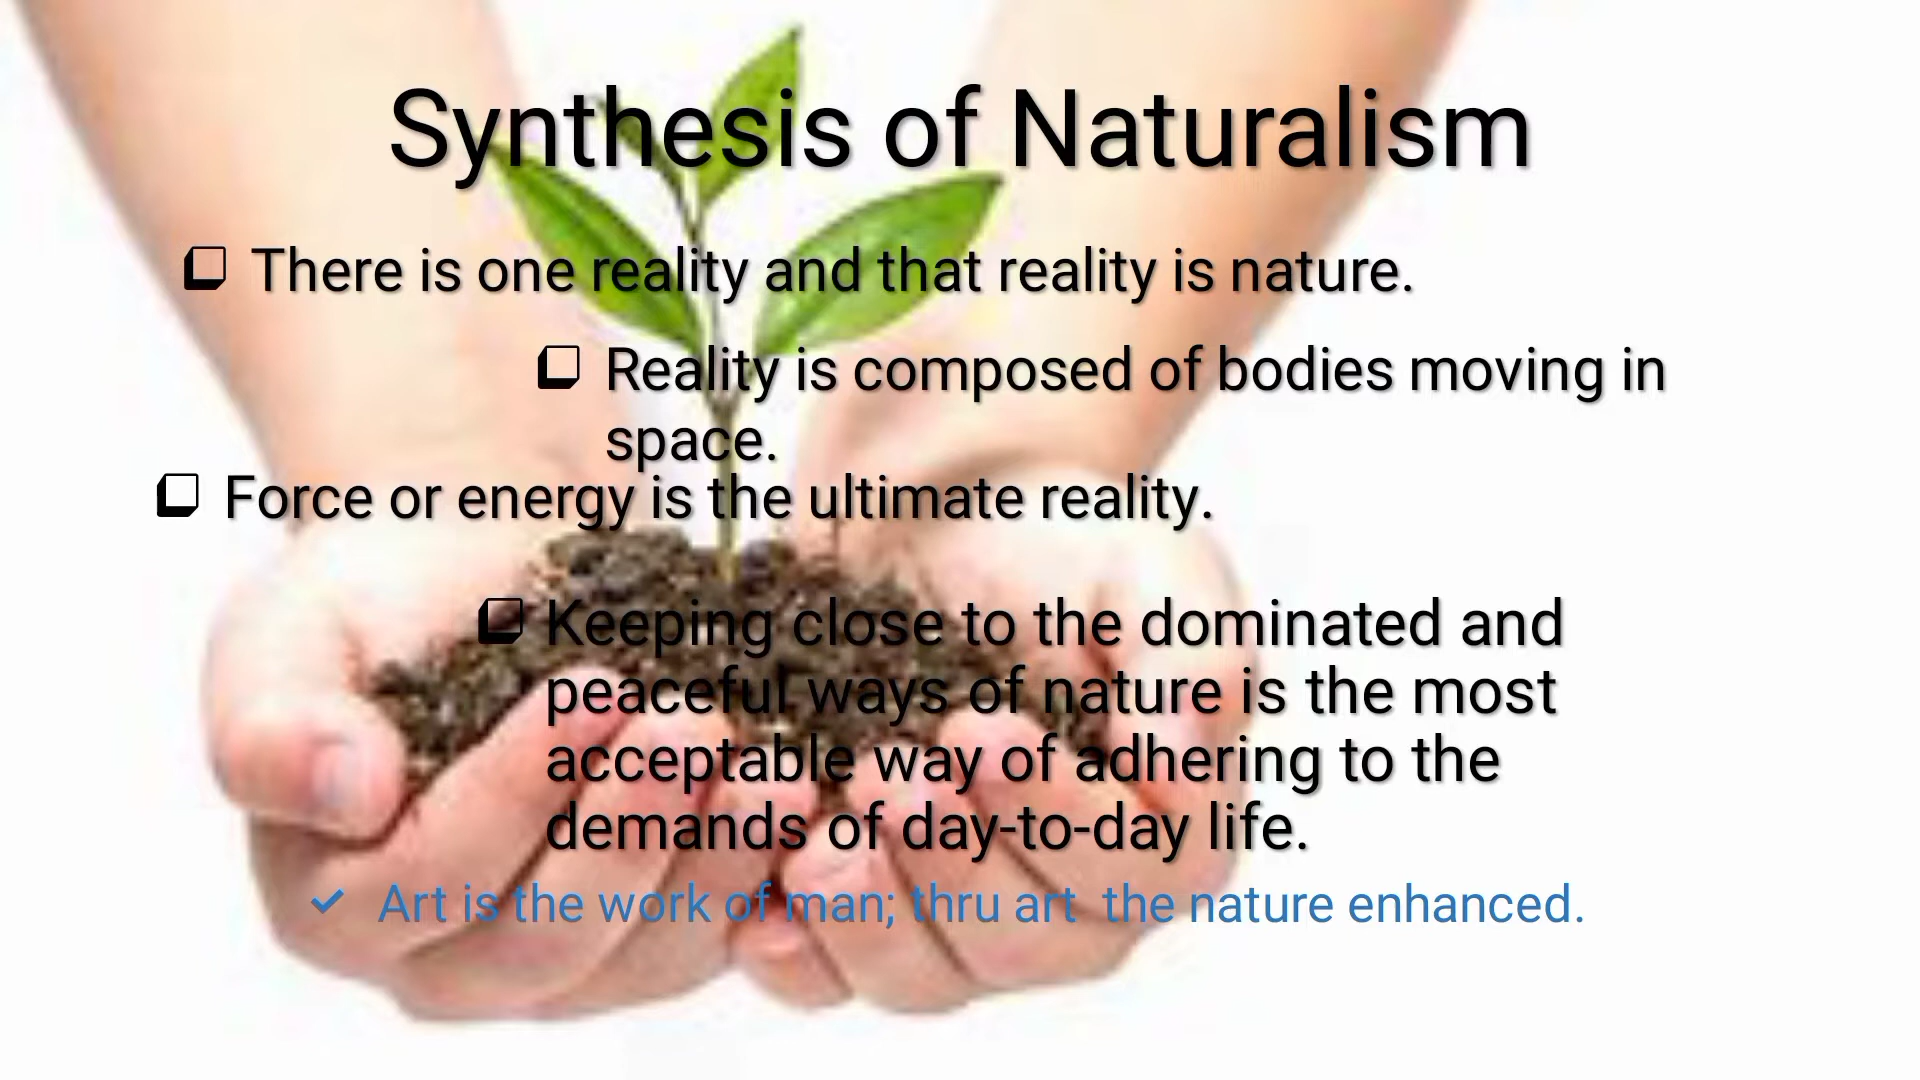 Synthesis of Naturalism
❑ There is one reality and that reality is nature.
❑ Reality is composed of bodies moving in
space.
❑ Force or energy is the ultimate reality.
❑ Keeping close to the dominated and
peaceful ways of nature is the most
acceptable way of adhering to the
demands of day-to-day life.
✓ Art is the work of man; thru art  the nature enhanced.